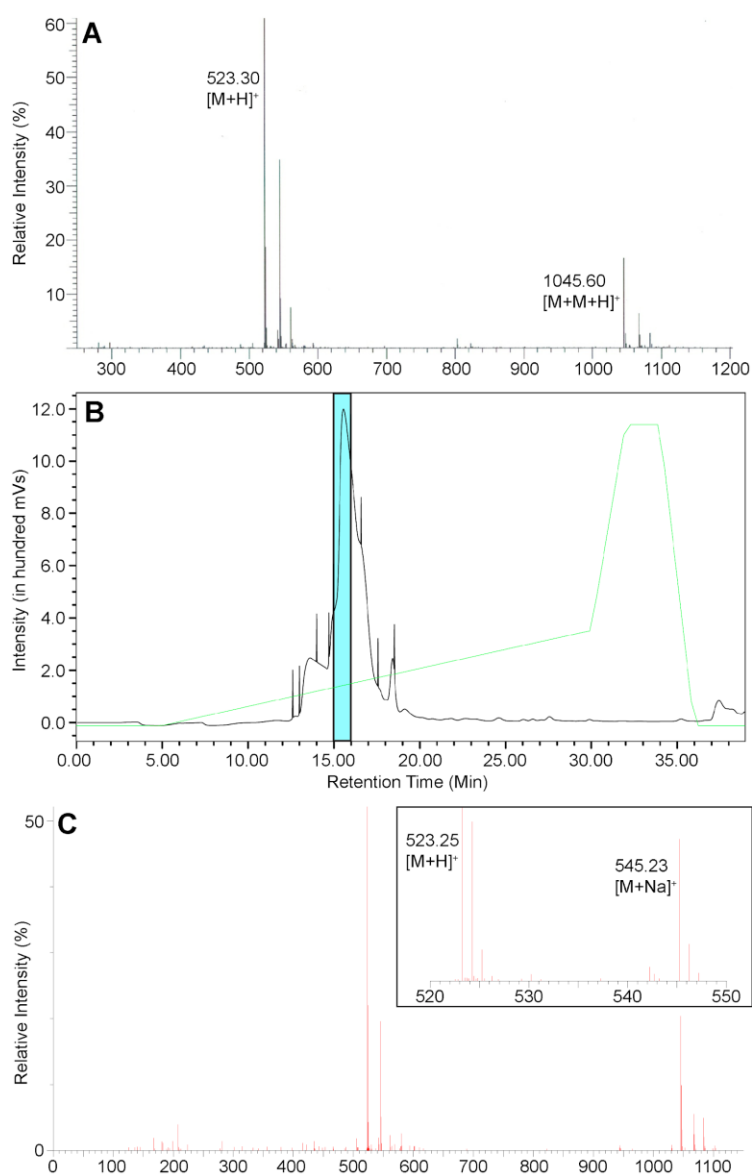 A
Relative Intensity (%)
60
50
40
30
20
10
523.30
[M+H]⁺
1045.60
[M+M+H]⁺
300 400 500 600 700 800 900 1000 1100 1200
B
Intensity (in hundred mVs)
12.0
10.0
8.0
6.0
4.0
2.0
0.0
0.00 5.00 10.00 15.00 20.00 25.00 30.00 35.00
Retention Time (Min)
C
Relative Intensity (%)
50
0
523.25
[M+H]⁺
545.23
[M+Na]⁺
520 530 540 550
0 100 200 300 400 500 600 700 800 900 1000 1100